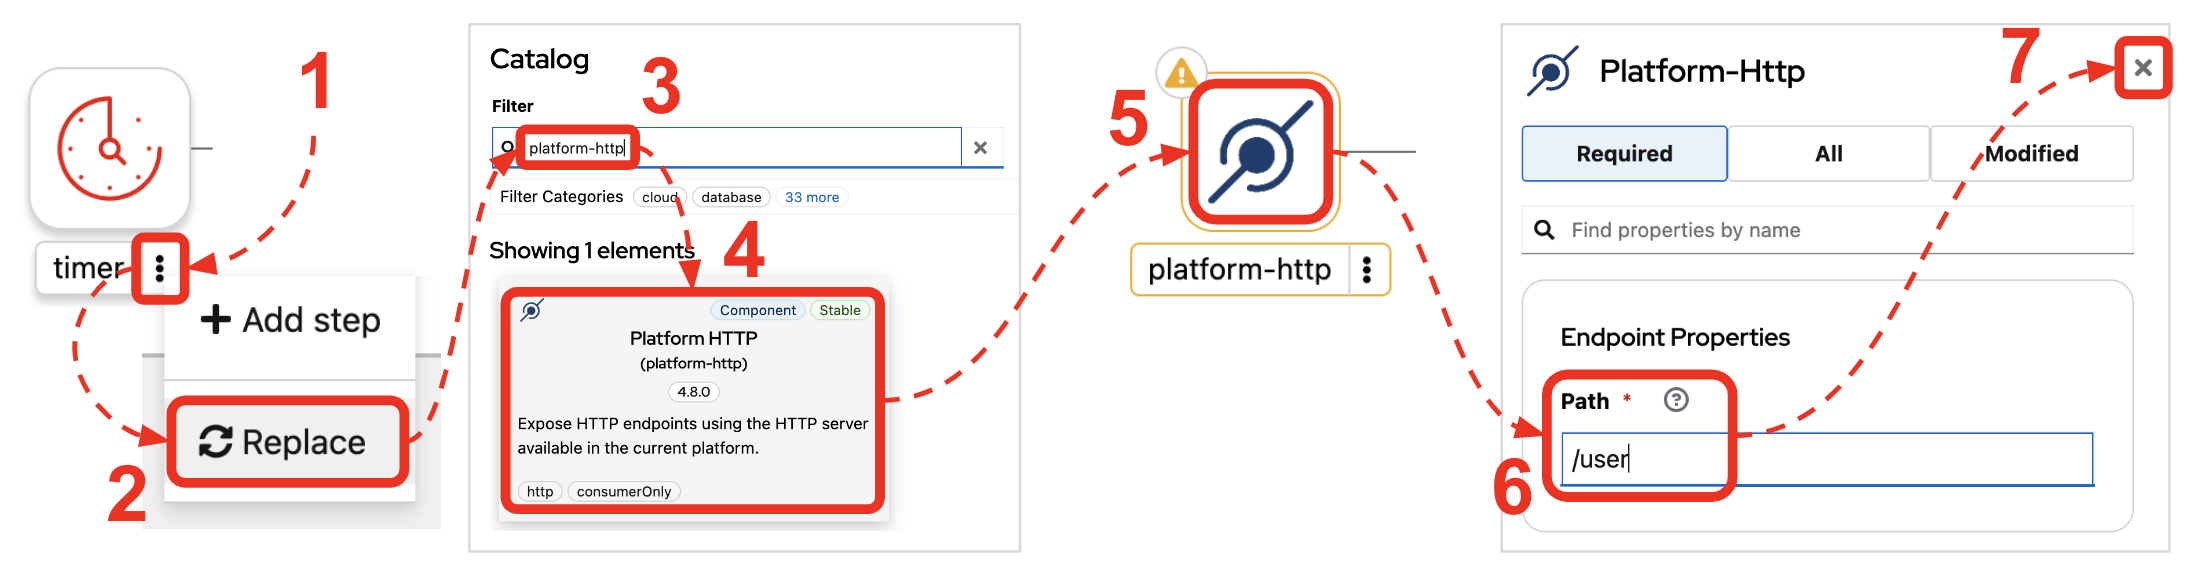 1
timer
+ Add step
Replace
2
Catalog
Filter
3
platform-http
Filter Categories cloud database 33 more
Showing 1 elements
4
Component Stable
Platform HTTP
(platform-http)
4.8.0
Expose HTTP endpoints using the HTTP server
available in the current platform.
http consumerOnly
5
platform-http
7
Platform-Http
Required All Modified
Find properties by name
Endpoint Properties
Path *
/user
6